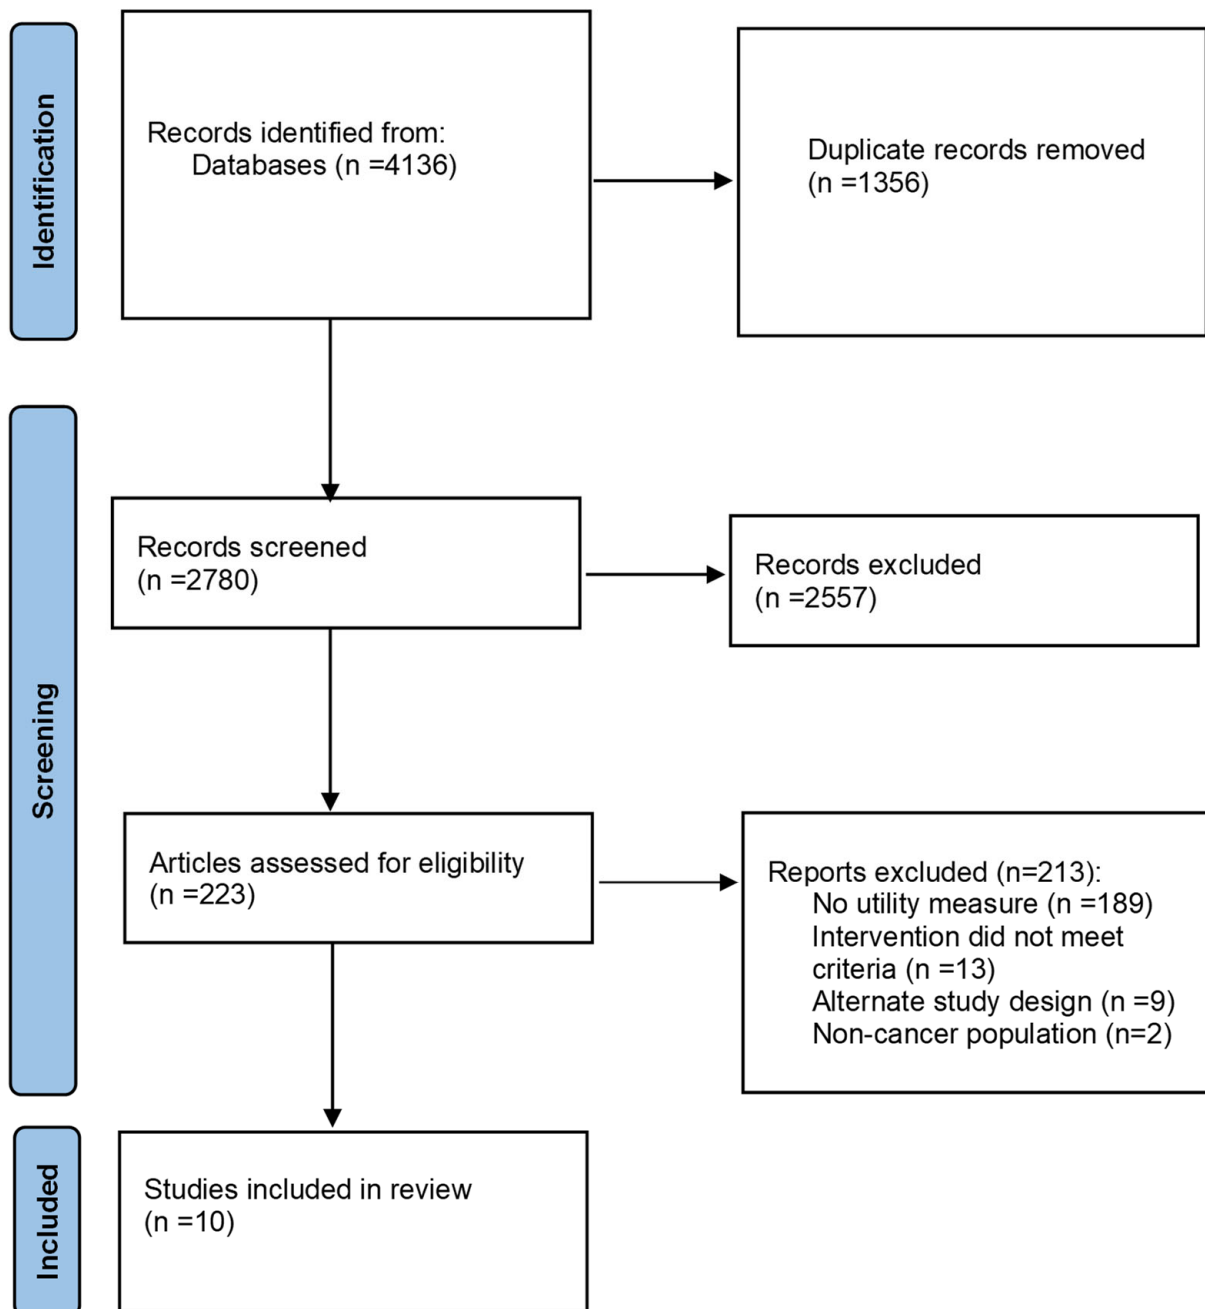 Identification
Records identified from:
Databases (n =4136)
Duplicate records removed
(n =1356)
Screening
Records screened
(n =2780)
Records excluded
(n =2557)
Articles assessed for eligibility
(n =223)
Reports excluded (n=213):
No utility measure (n =189)
Intervention did not meet
criteria (n =13)
Alternate study design (n =9)
Non-cancer population (n=2)
Included
Studies included in review
(n =10)